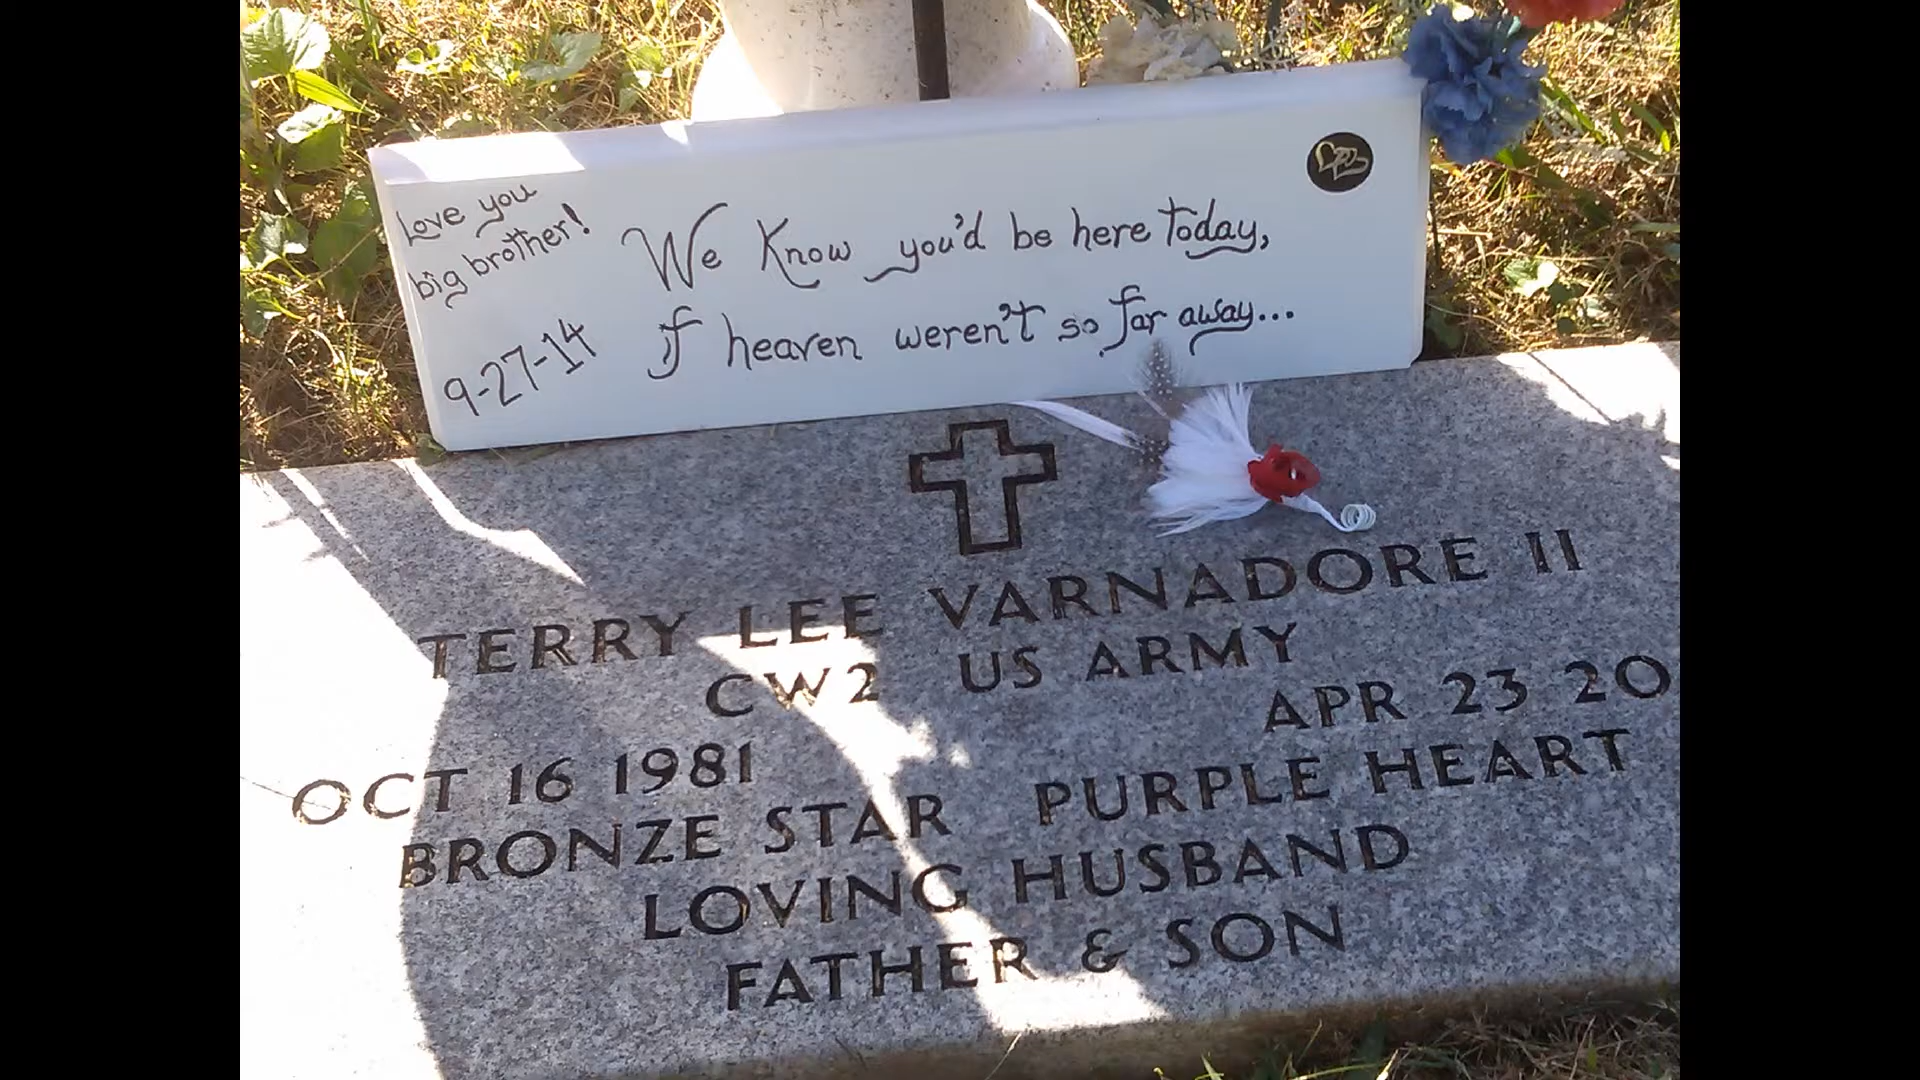 Love you
big brother!
9-27-14
We Know you'd be here today,
if heaven weren't so far away...
TERRY LEE VARNADORE II
CW2 US ARMY
OCT 16 1981 APR 23 20
BRONZE STAR PURPLE HEART
LOVING HUSBAND
FATHER & SON